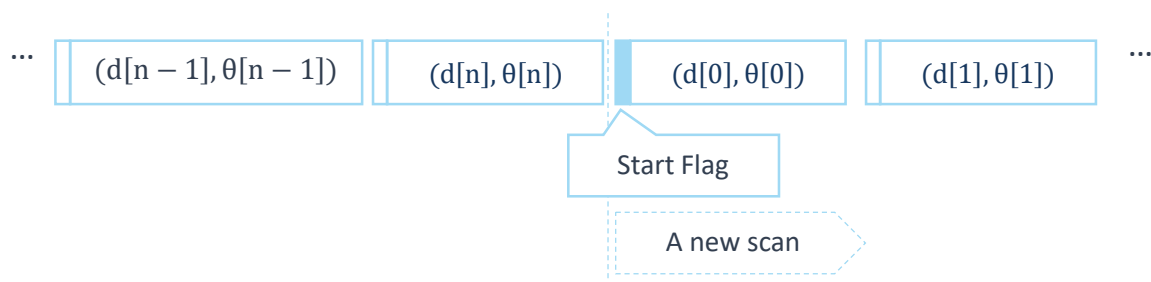 ... (d[n − 1], θ[n − 1]) (d[n], θ[n]) (d[0], θ[0]) (d[1], θ[1]) ...
Start Flag
A new scan